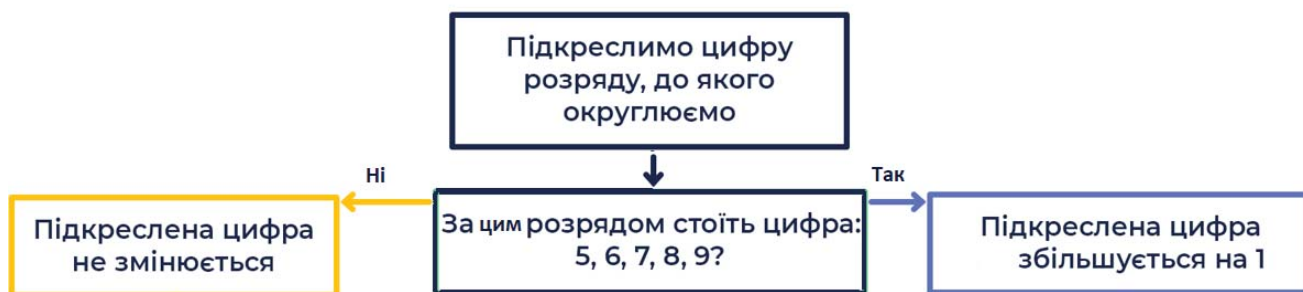 Підкреслимо цифру
розряду, до якого
округлюємо
Ні
Так
Підкреслена цифра
не змінюється
За цим розрядом стоїть цифра:
5, 6, 7, 8, 9?
Підкреслена цифра
збільшується на 1